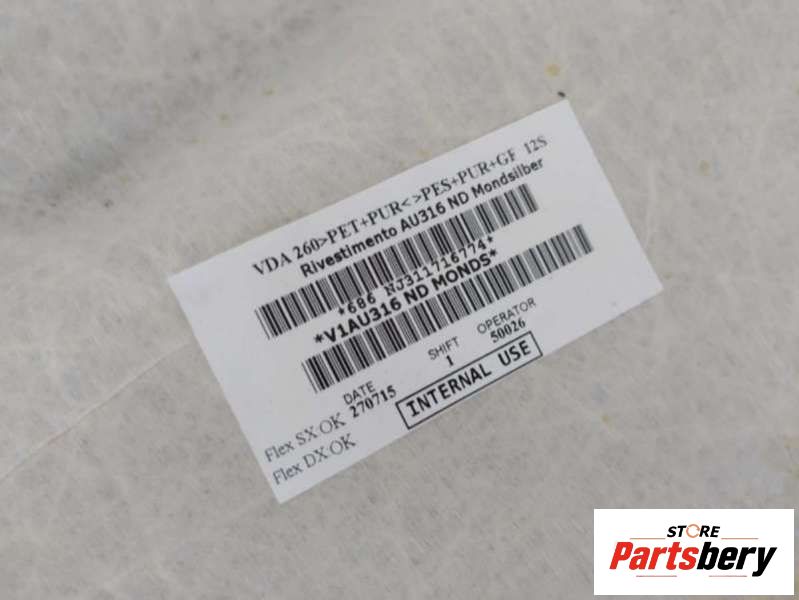 VDA 260>PET+PUR< >PES+PUR+GF 12S
Rivestimento AU316 ND Mondsilber
*686 NJ311716774*
*V1AU316 ND MONDS*
DATE SHIFT OPERATOR
270715 1 50026
Flex SX OK
Flex DX OK
INTERNAL USE
STORE
Partsbery